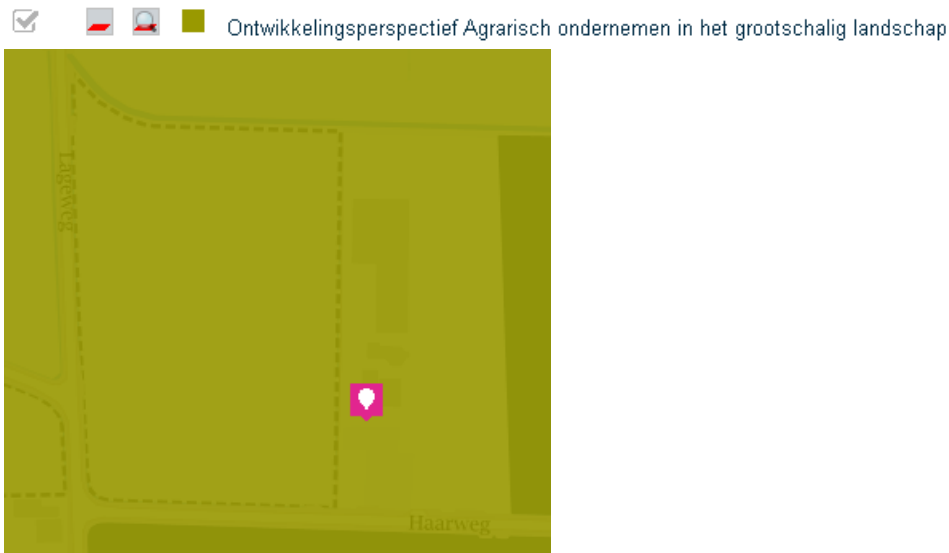 Ontwikkelingsperspectief Agrarisch ondernemen in het grootschalig landschap
Lageweg
Haarweg